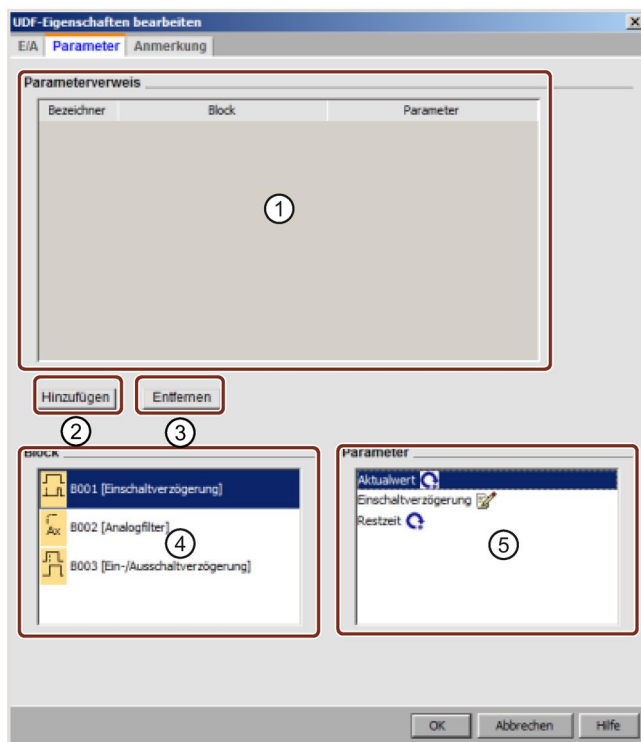 UDF-Eigenschaften bearbeiten
E/A Parameter Anmerkung
Parameterverweis
Bezeichner Block Parameter
1
Hinzufügen Entfernen
2 3
Block Parameter
B001 [Einschaltverzögerung]
B002 [Analogfilter]
B003 [Ein-/Ausschaltverzögerung]
4
Aktualwert
Einschaltverzögerung
Restzeit
5
OK Abbrechen Hilfe